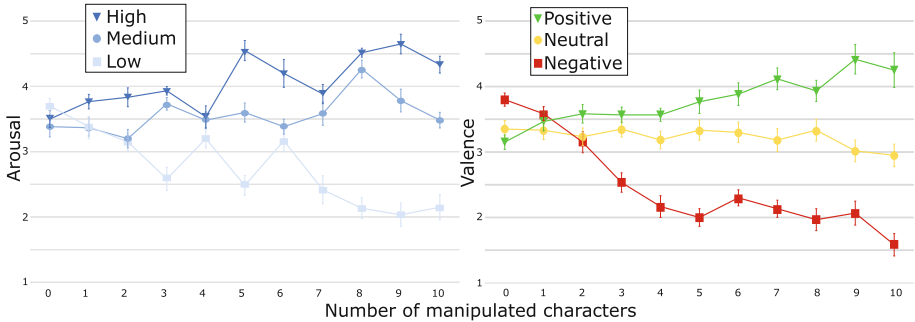 High
Medium
Low
Arousal
5
4
3
2
1
0 1 2 3 4 5 6 7 8 9 10
Positive
Neutral
Negative
Valence
5
4
3
2
1
0 1 2 3 4 5 6 7 8 9 10
Number of manipulated characters